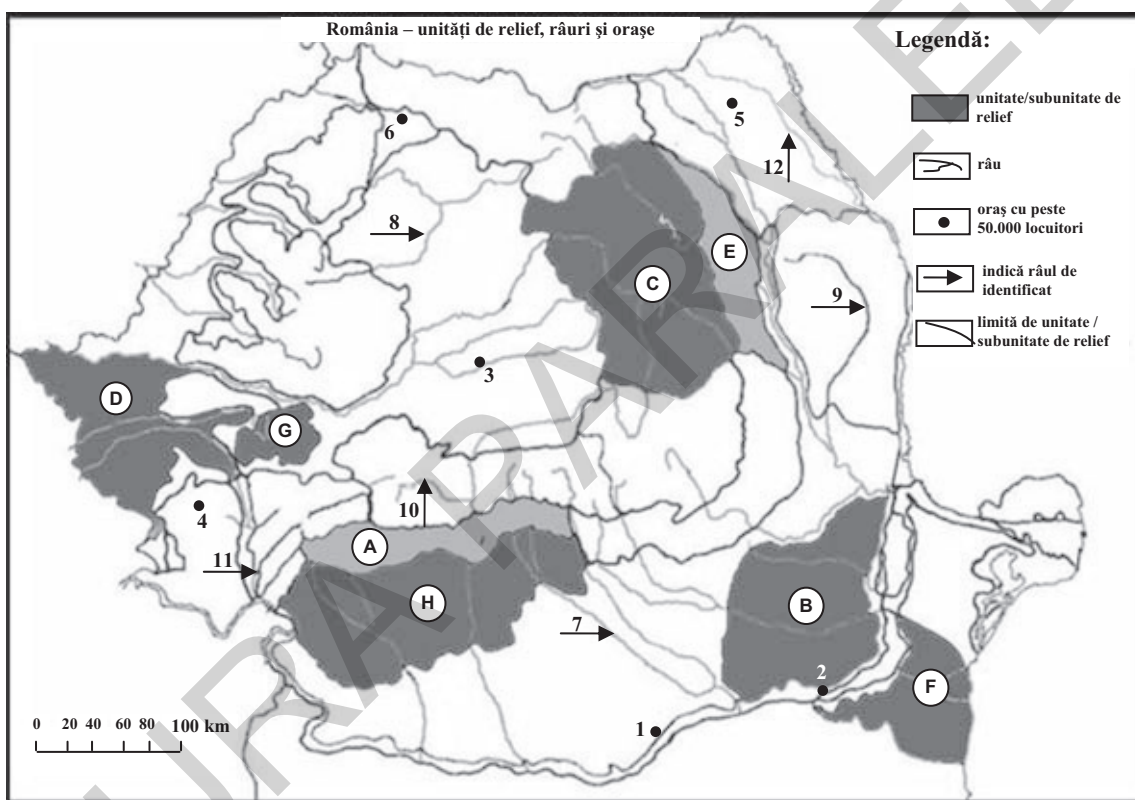 România – unități de relief, râuri și orașe
Legendă:
unitate/subunitate de
relief
râu
oraș cu peste
50.000 locuitori
indică râul de
identificat
limită de unitate /
subunitate de relief
5
6
12
8
E
C
9
3
D
G
4
10
A
11
H
B
7
2
F
1
0 20 40 60 80 100 km